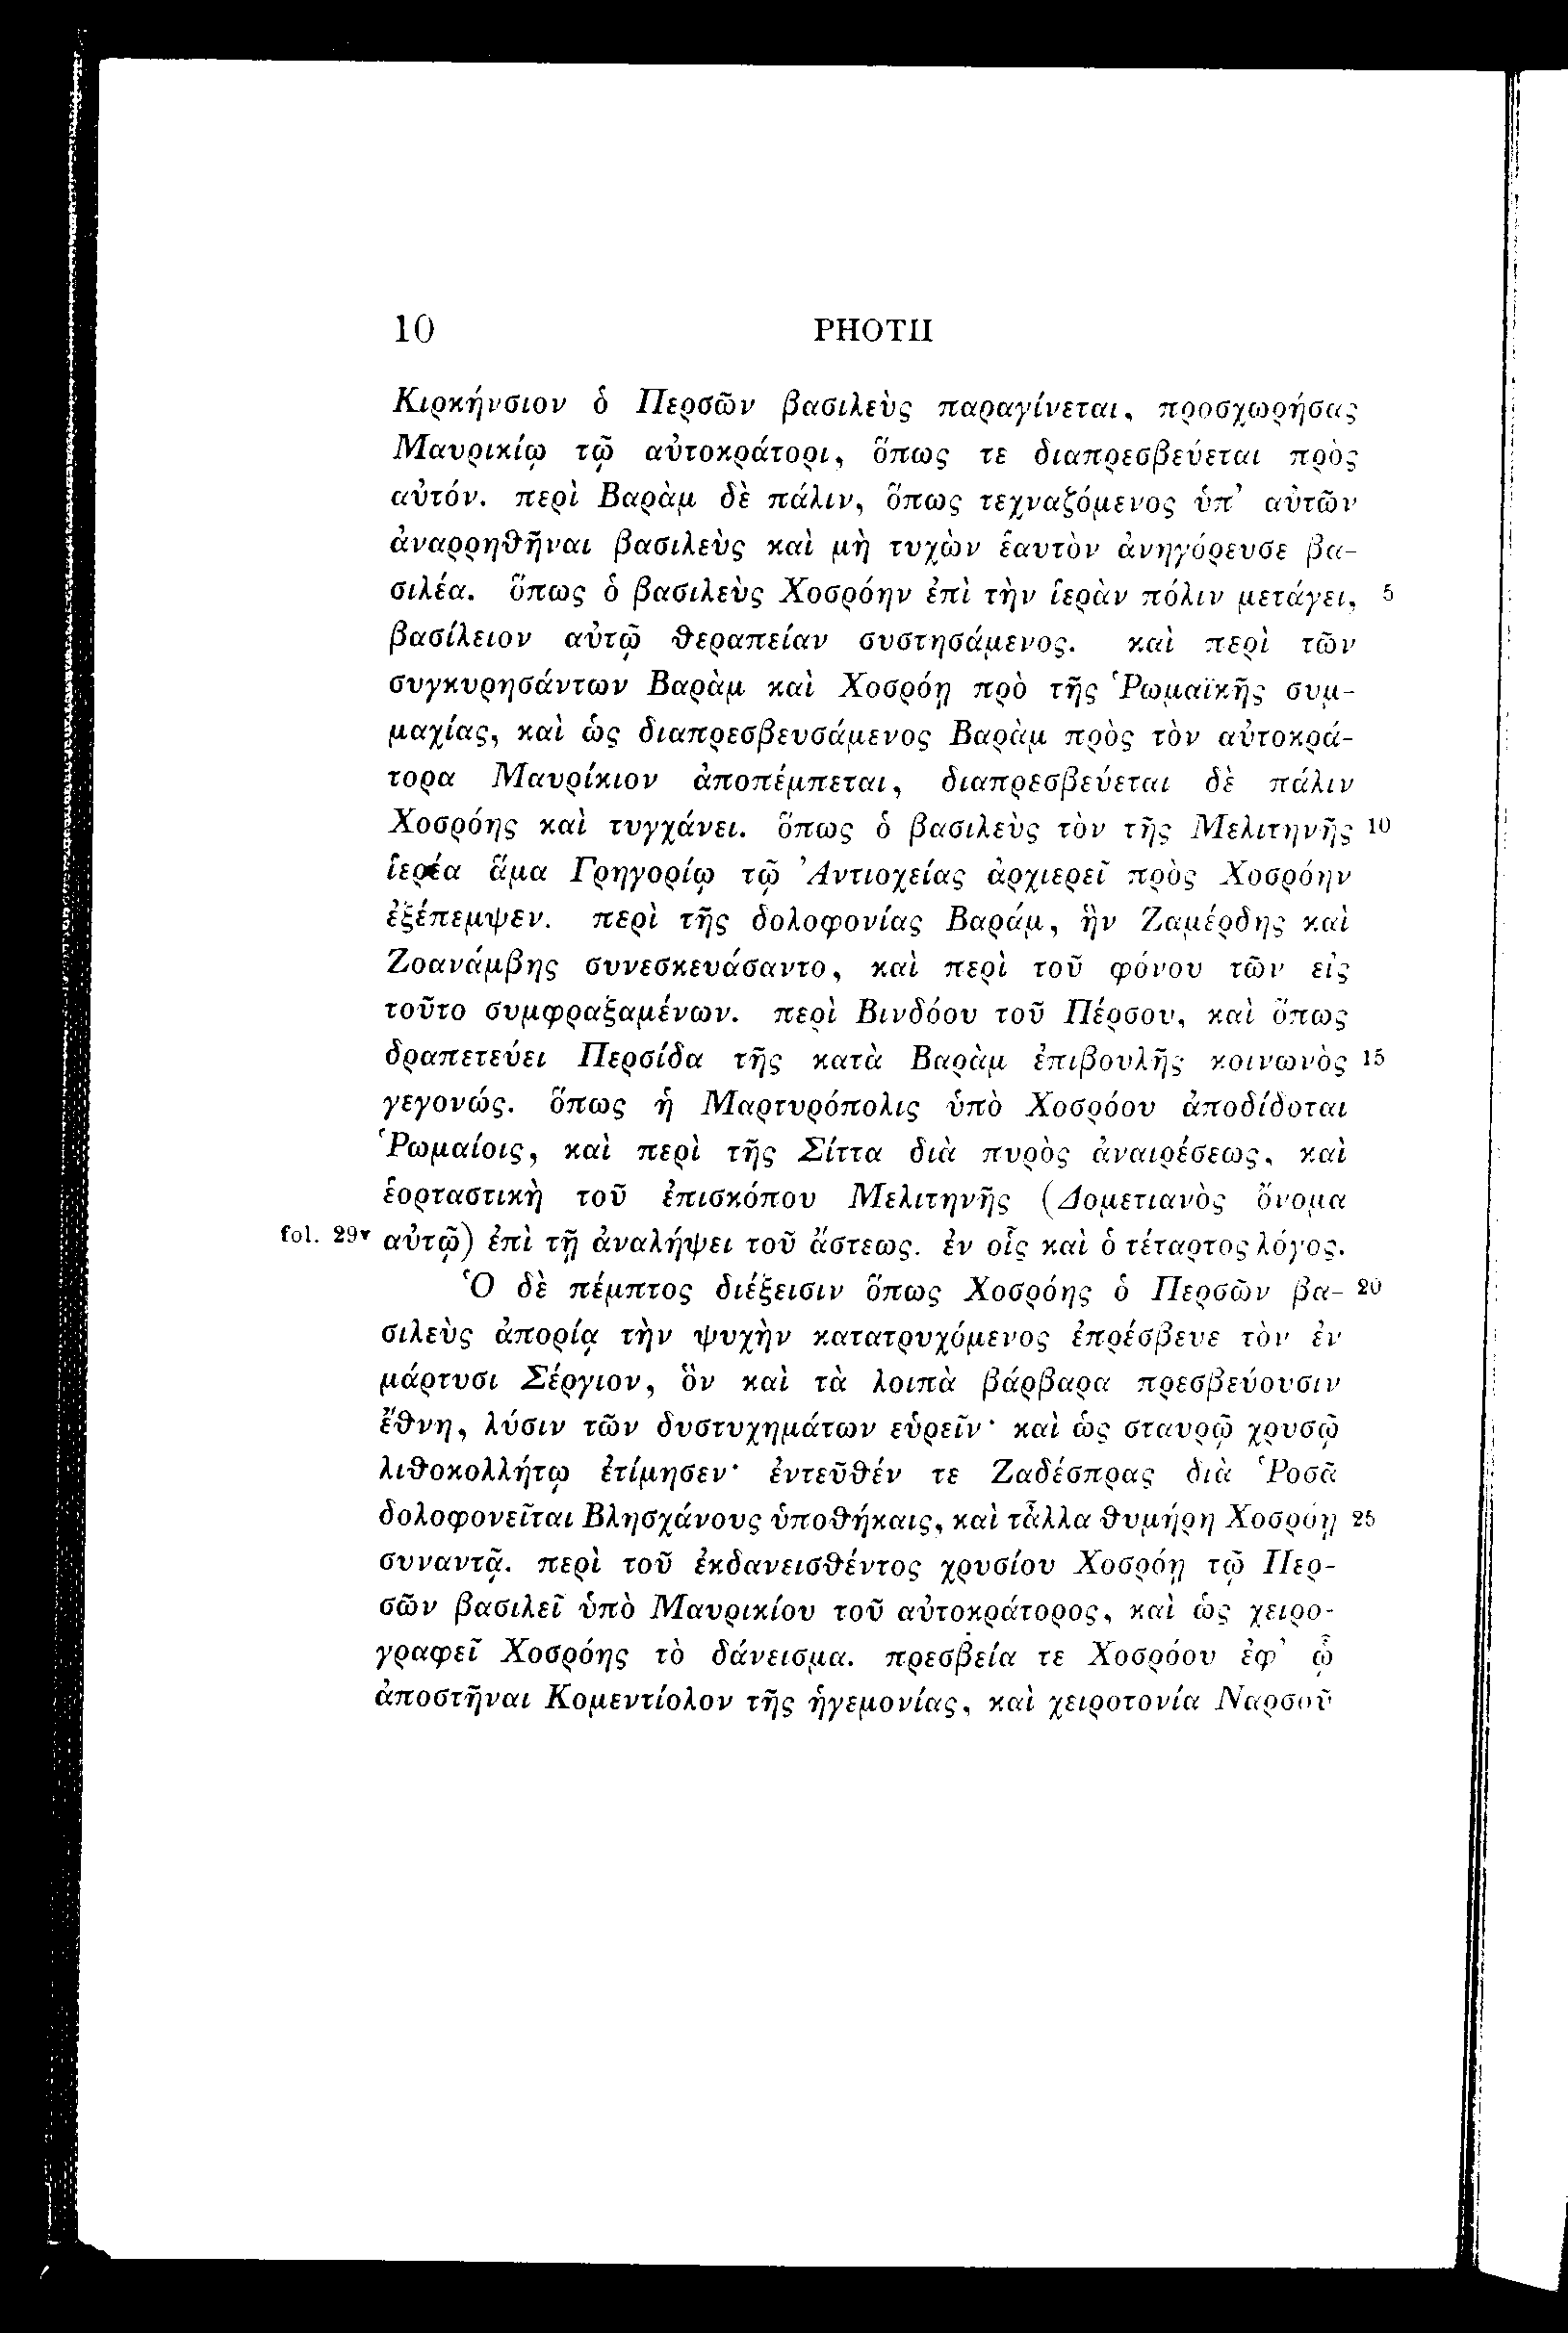 10 PHOTII
Κιρκήνσιον ὁ Περσῶν βασιλεὺς παραγίνεται, προσχωρήσας
Μαυρικίῳ τῷ αὐτοκράτορι, ὅπως τε διαπρεσβεύεται πρὸς
αὐτόν. περὶ Βαρὰμ δὲ πάλιν, ὅπως τεχναζόμενος ὑπ' αὐτῶν
ἀναρρηθῆναι βασιλεὺς καὶ μὴ τυχὼν ἑαυτὸν ἀνηγόρευσε βα-
σιλέα. ὅπως ὁ βασιλεὺς Χοσρόην ἐπὶ τὴν ἱερὰν πόλιν μετάγει, 5
βασίλειον αὐτῷ θεραπείαν συστησάμενος. καὶ περὶ τῶν
συγκυρησάντων Βαρὰμ καὶ Χοσρόῃ πρὸ τῆς Ῥωμαϊκῆς συμ-
μαχίας, καὶ ὡς διαπρεσβευσάμενος Βαρὰμ πρὸς τὸν αὐτοκρά-
τορα Μαυρίκιον ἀποπέμπεται, διαπρεσβεύεται δὲ πάλιν
Χοσρόης καὶ τυγχάνει. ὅπως ὁ βασιλεὺς τὸν τῆς Μελιτηνῆς 10
ἱερέα ἅμα Γρηγορίῳ τῷ Ἀντιοχείας ἀρχιερεῖ πρὸς Χοσρόην
ἐξέπεμψεν. περὶ τῆς δολοφονίας Βαράμ, ἣν Ζαμέρδης καὶ
Ζοανάμβης συνεσκευάσαντο, καὶ περὶ τοῦ φόνου τῶν εἰς
τοῦτο συμφραξαμένων. περὶ Βινδόου τοῦ Πέρσου, καὶ ὅπως
δραπετεύει Περσίδα τῆς κατὰ Βαρὰμ ἐπιβουλῆς κοινωνὸς 15
γεγονώς. ὅπως ἡ Μαρτυρόπολις ὑπὸ Χοσρόου ἀποδίδοται
Ῥωμαίοις, καὶ περὶ τῆς Σίττα διὰ πυρὸς ἀναιρέσεως, καὶ
ἑορταστικὴ τοῦ ἐπισκόπου Μελιτηνῆς (Δομετιανὸς ὄνομα
fol. 29v αὐτῷ) ἐπὶ τῇ ἀναλήψει τοῦ ἄστεως. ἐν οἷς καὶ ὁ τέταρτος λόγος.
Ὁ δὲ πέμπτος διέξεισιν ὅπως Χοσρόης ὁ Περσῶν βα- 20
σιλεὺς ἀπορίᾳ τὴν ψυχὴν κατατρυχόμενος ἐπρέσβευε τὸν ἐν
μάρτυσι Σέργιον, ὃν καὶ τὰ λοιπὰ βάρβαρα πρεσβεύουσιν
ἔθνη, λύσιν τῶν δυστυχημάτων εὑρεῖν· καὶ ὡς σταυρῷ χρυσῷ
λιθοκολλήτῳ ἐτίμησεν· ἐντεῦθέν τε Ζαδέσπρας διὰ Ῥοσᾶ
δολοφονεῖται Βλησχάνους ὑποθήκαις, καὶ τἆλλα θυμήρη Χοσρόῃ 25
συναντᾷ. περὶ τοῦ ἐκδανεισθέντος χρυσίου Χοσρόῃ τῷ Περ-
σῶν βασιλεῖ ὑπὸ Μαυρικίου τοῦ αὐτοκράτορος, καὶ ὡς χειρο-
γραφεῖ Χοσρόης τὸ δάνεισμα. πρεσβεία τε Χοσρόου ἐφ' ᾧ
ἀποστῆναι Κομεντίολον τῆς ἡγεμονίας, καὶ χειροτονία Ναρσοῦ